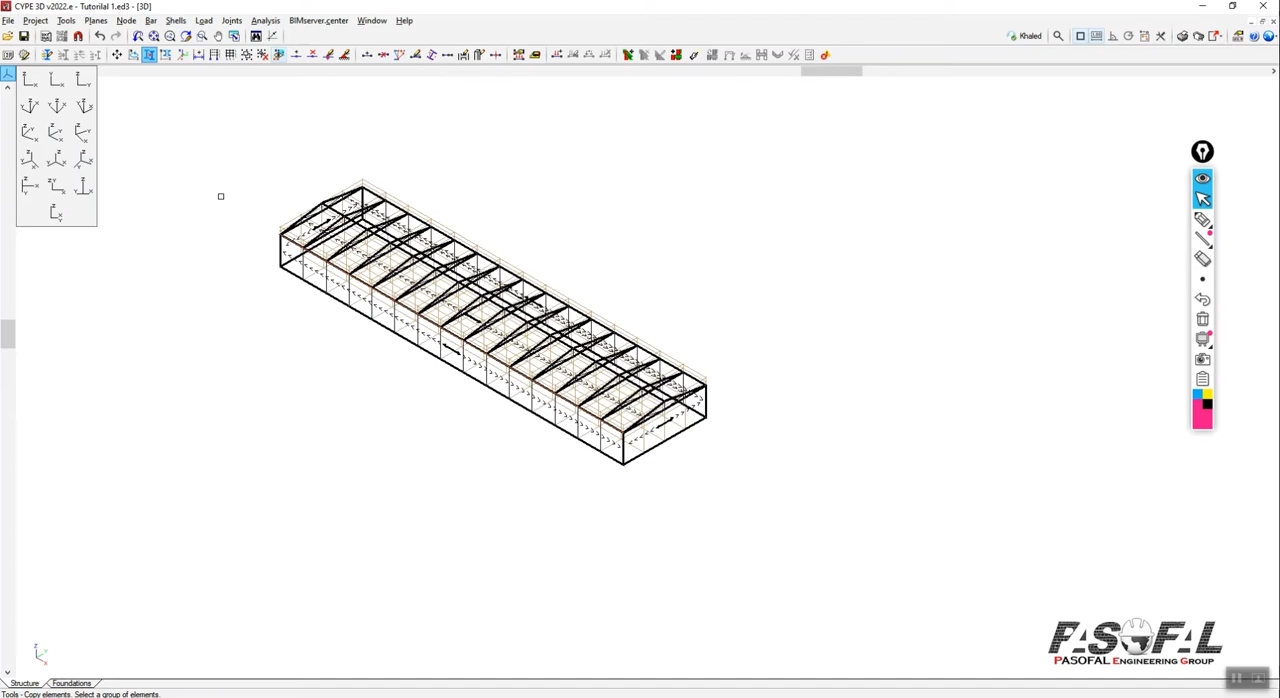 CYPE 3D v2022.e - Tutorilal 1.ed3 - [3D]
File Project Tools Planes Node Bar Shells Load Joints Analysis BIMserver.center Window Help
Khaled
PASOFAL
PASOFAL ENGINEERING GROUP
Structure Foundations
Tools - Copy elements. Select a group of elements.